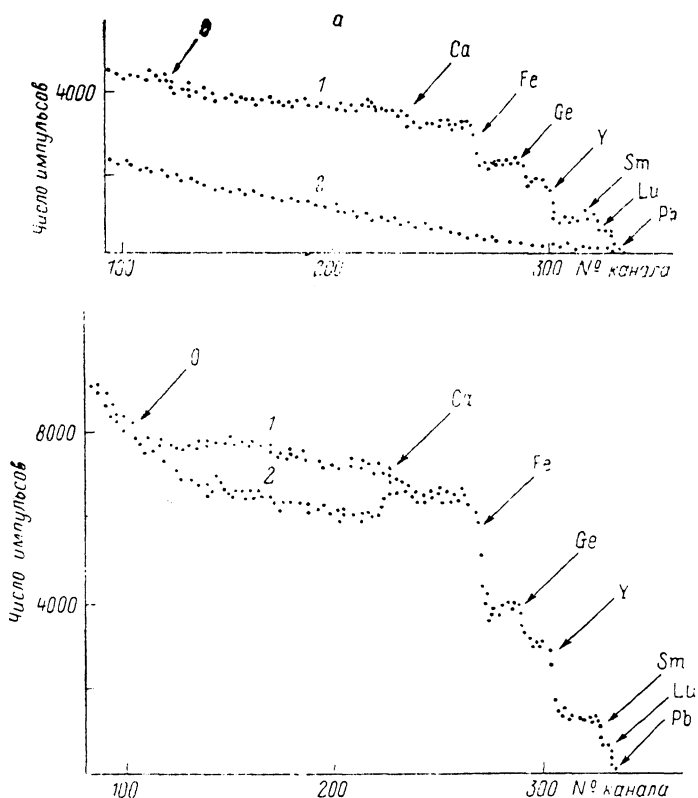 а
O
Ca
Fe
Ge
Y
Sm
Lu
Pb
1
2
4000
Число импульсов
100
200
300
№ канала
O
Ca
Fe
Ge
Y
Sm
Lu
Pb
1
2
8000
4000
Число импульсов
100
200
300
№ канала